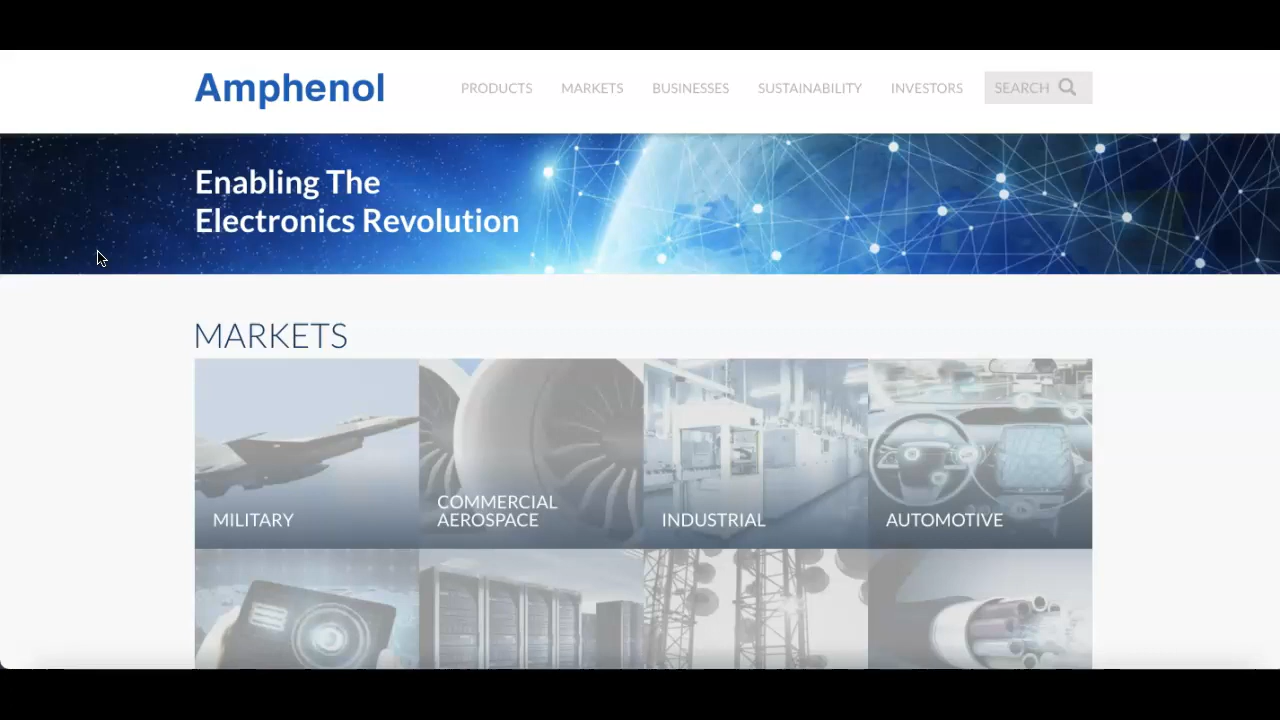 Amphenol
PRODUCTS MARKETS BUSINESSES SUSTAINABILITY INVESTORS SEARCH
Enabling The
Electronics Revolution
MARKETS
MILITARY
COMMERCIAL
AEROSPACE
INDUSTRIAL
AUTOMOTIVE